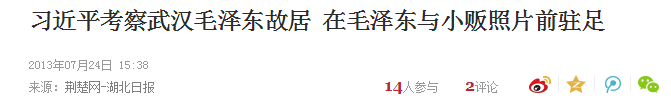 习近平考察武汉毛泽东故居 在毛泽东与小贩照片前驻足
2013年07月24日 15:38
来源：荆楚网-湖北日报 14人参与 2评论